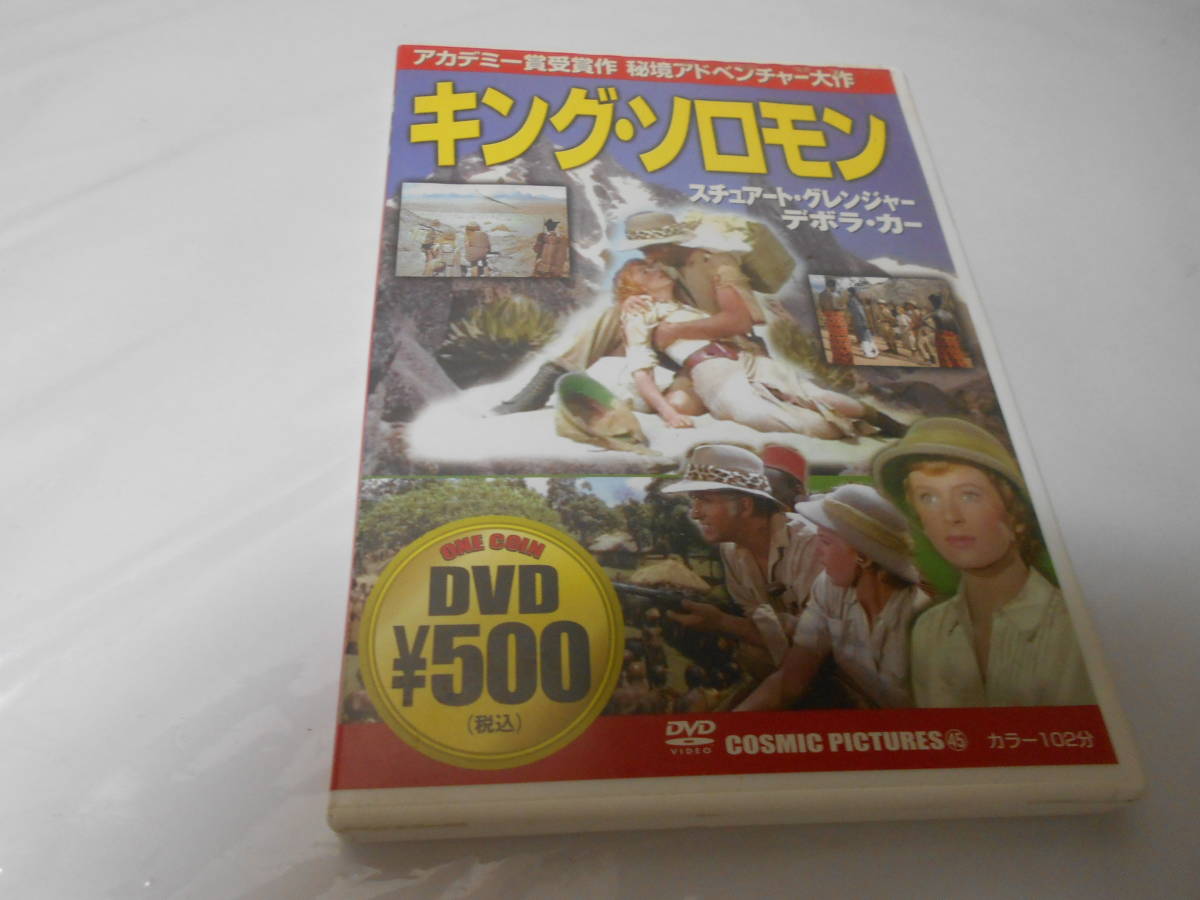 アカデミー賞受賞作 秘境アドベンチャー大作
キング・ソロモン
スチュアート・グレンジャー
デボラ・カー
ONE COIN
DVD
¥500
(税込)
DVD
VIDEO
COSMIC PICTURES㊺
カラー102分